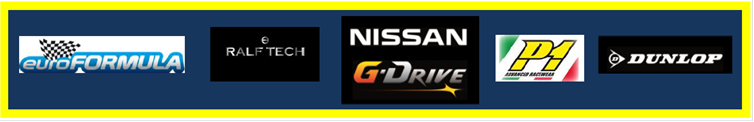 euroFORMULA
RALF TECH
NISSAN
G-DRIVE
P1
ADVANCED RACEWEAR
DUNLOP